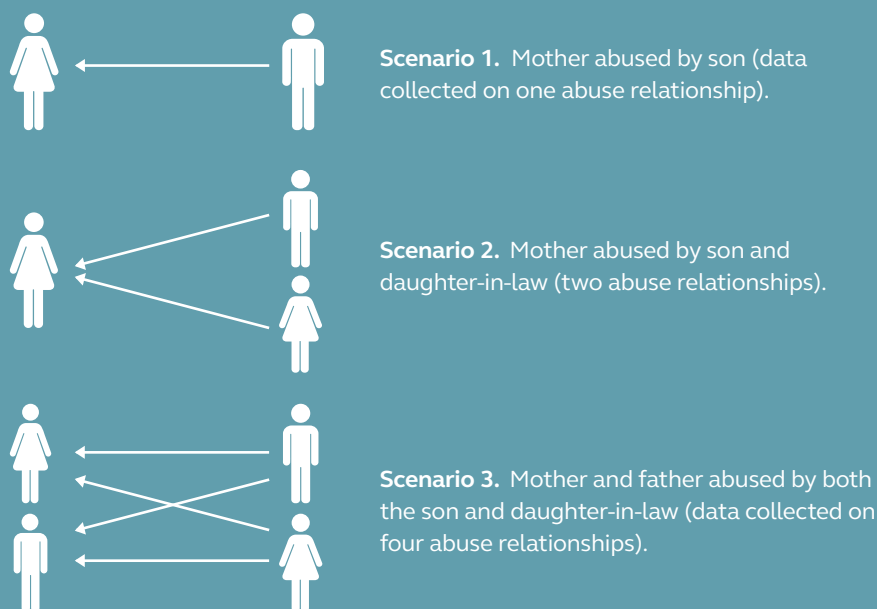 Scenario 1. Mother abused by son (data
collected on one abuse relationship).
Scenario 2. Mother abused by son and
daughter-in-law (two abuse relationships).
Scenario 3. Mother and father abused by both
the son and daughter-in-law (data collected on
four abuse relationships).